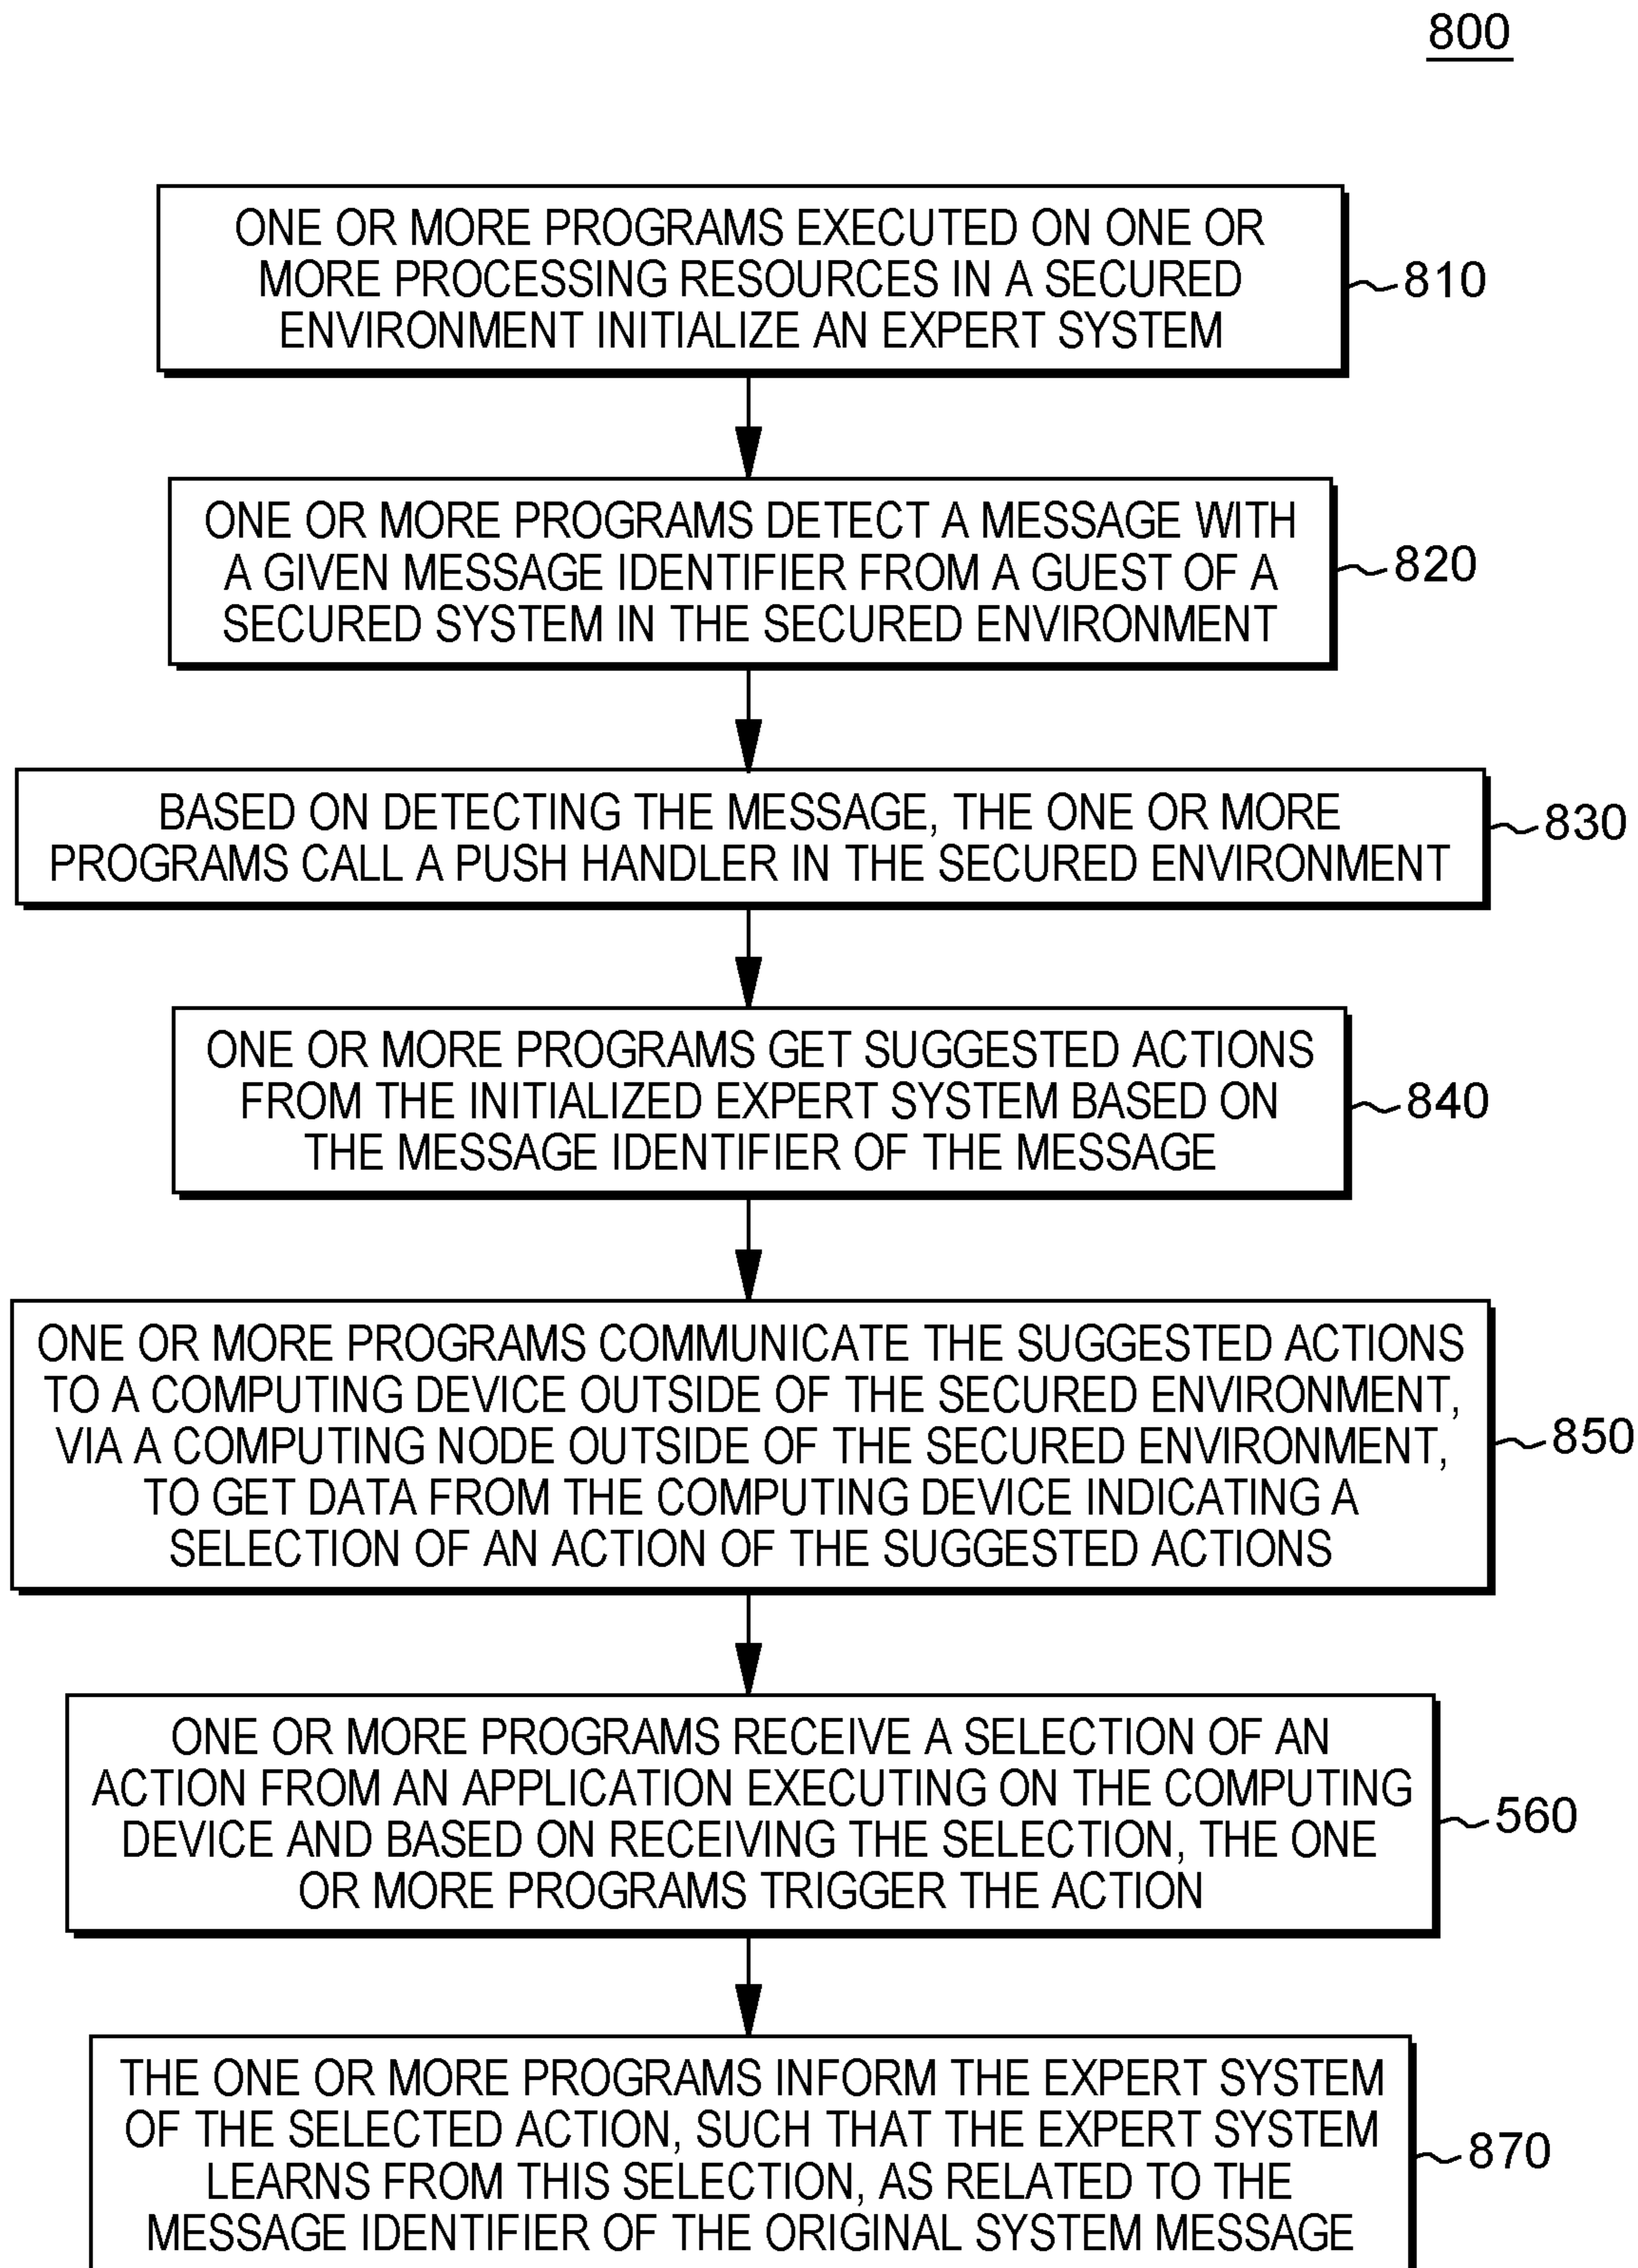 800
ONE OR MORE PROGRAMS EXECUTED ON ONE OR
MORE PROCESSING RESOURCES IN A SECURED
ENVIRONMENT INITIALIZE AN EXPERT SYSTEM
810
ONE OR MORE PROGRAMS DETECT A MESSAGE WITH
A GIVEN MESSAGE IDENTIFIER FROM A GUEST OF A
SECURED SYSTEM IN THE SECURED ENVIRONMENT
820
BASED ON DETECTING THE MESSAGE, THE ONE OR MORE
PROGRAMS CALL A PUSH HANDLER IN THE SECURED ENVIRONMENT
830
ONE OR MORE PROGRAMS GET SUGGESTED ACTIONS
FROM THE INITIALIZED EXPERT SYSTEM BASED ON
THE MESSAGE IDENTIFIER OF THE MESSAGE
840
ONE OR MORE PROGRAMS COMMUNICATE THE SUGGESTED ACTIONS
TO A COMPUTING DEVICE OUTSIDE OF THE SECURED ENVIRONMENT,
VIA A COMPUTING NODE OUTSIDE OF THE SECURED ENVIRONMENT,
TO GET DATA FROM THE COMPUTING DEVICE INDICATING A
SELECTION OF AN ACTION OF THE SUGGESTED ACTIONS
850
ONE OR MORE PROGRAMS RECEIVE A SELECTION OF AN
ACTION FROM AN APPLICATION EXECUTING ON THE COMPUTING
DEVICE AND BASED ON RECEIVING THE SELECTION, THE ONE
OR MORE PROGRAMS TRIGGER THE ACTION
560
THE ONE OR MORE PROGRAMS INFORM THE EXPERT SYSTEM
OF THE SELECTED ACTION, SUCH THAT THE EXPERT SYSTEM
LEARNS FROM THIS SELECTION, AS RELATED TO THE
MESSAGE IDENTIFIER OF THE ORIGINAL SYSTEM MESSAGE
870